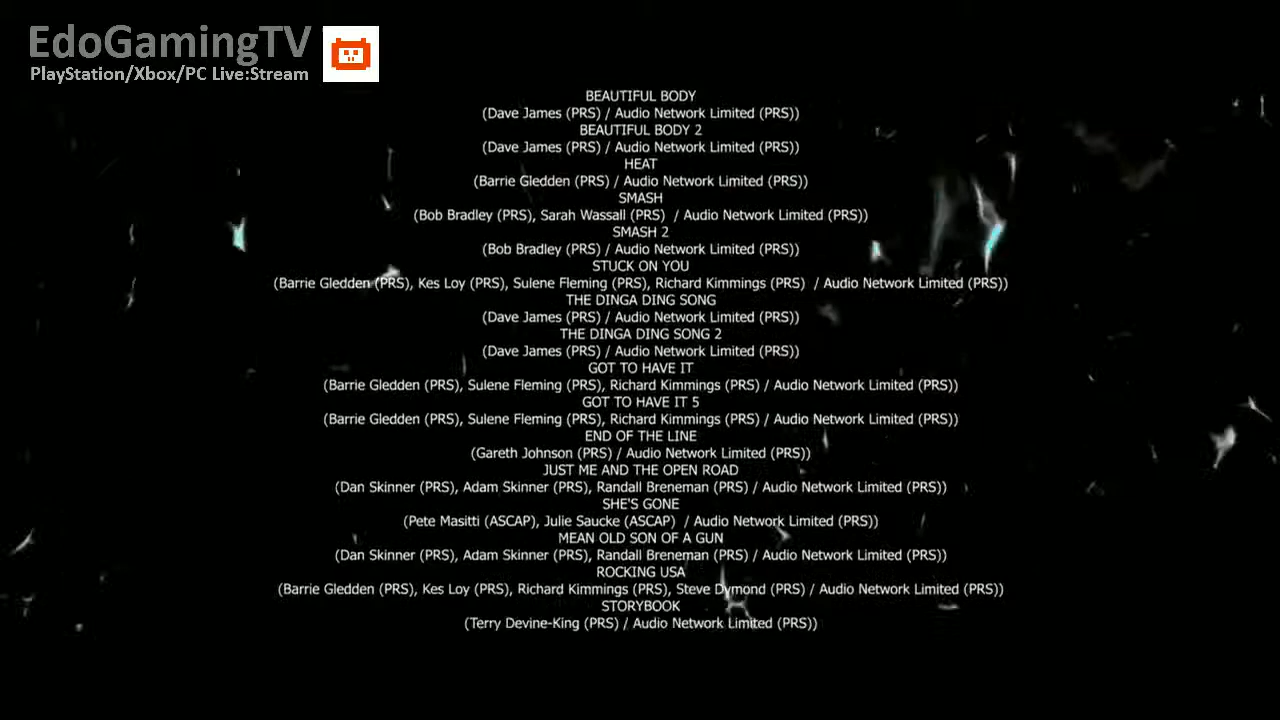 EdoGamingTV
PlayStation/Xbox/PC Live:Stream
BEAUTIFUL BODY
(Dave James (PRS) / Audio Network Limited (PRS))
BEAUTIFUL BODY 2
(Dave James (PRS) / Audio Network Limited (PRS))
HEAT
(Barrie Gledden (PRS) / Audio Network Limited (PRS))
SMASH
(Bob Bradley (PRS), Sarah Wassall (PRS)  / Audio Network Limited (PRS))
SMASH 2
(Bob Bradley (PRS) / Audio Network Limited (PRS))
STUCK ON YOU
(Barrie Gledden (PRS), Kes Loy (PRS), Sulene Fleming (PRS), Richard Kimmings (PRS)  / Audio Network Limited (PRS))
THE DINGA DING SONG
(Dave James (PRS) / Audio Network Limited (PRS))
THE DINGA DING SONG 2
(Dave James (PRS) / Audio Network Limited (PRS))
GOT TO HAVE IT
(Barrie Gledden (PRS), Sulene Fleming (PRS), Richard Kimmings (PRS) / Audio Network Limited (PRS))
GOT TO HAVE IT 5
(Barrie Gledden (PRS), Sulene Fleming (PRS), Richard Kimmings (PRS) / Audio Network Limited (PRS))
END OF THE LINE
(Gareth Johnson (PRS) / Audio Network Limited (PRS))
JUST ME AND THE OPEN ROAD
(Dan Skinner (PRS), Adam Skinner (PRS), Randall Breneman (PRS) / Audio Network Limited (PRS))
SHE'S GONE
(Pete Masitti (ASCAP), Julie Saucke (ASCAP)  / Audio Network Limited (PRS))
MEAN OLD SON OF A GUN
(Dan Skinner (PRS), Adam Skinner (PRS), Randall Breneman (PRS) / Audio Network Limited (PRS))
ROCKING USA
(Barrie Gledden (PRS), Kes Loy (PRS), Richard Kimmings (PRS), Steve Dymond (PRS) / Audio Network Limited (PRS))
STORYBOOK
(Terry Devine-King (PRS) / Audio Network Limited (PRS))